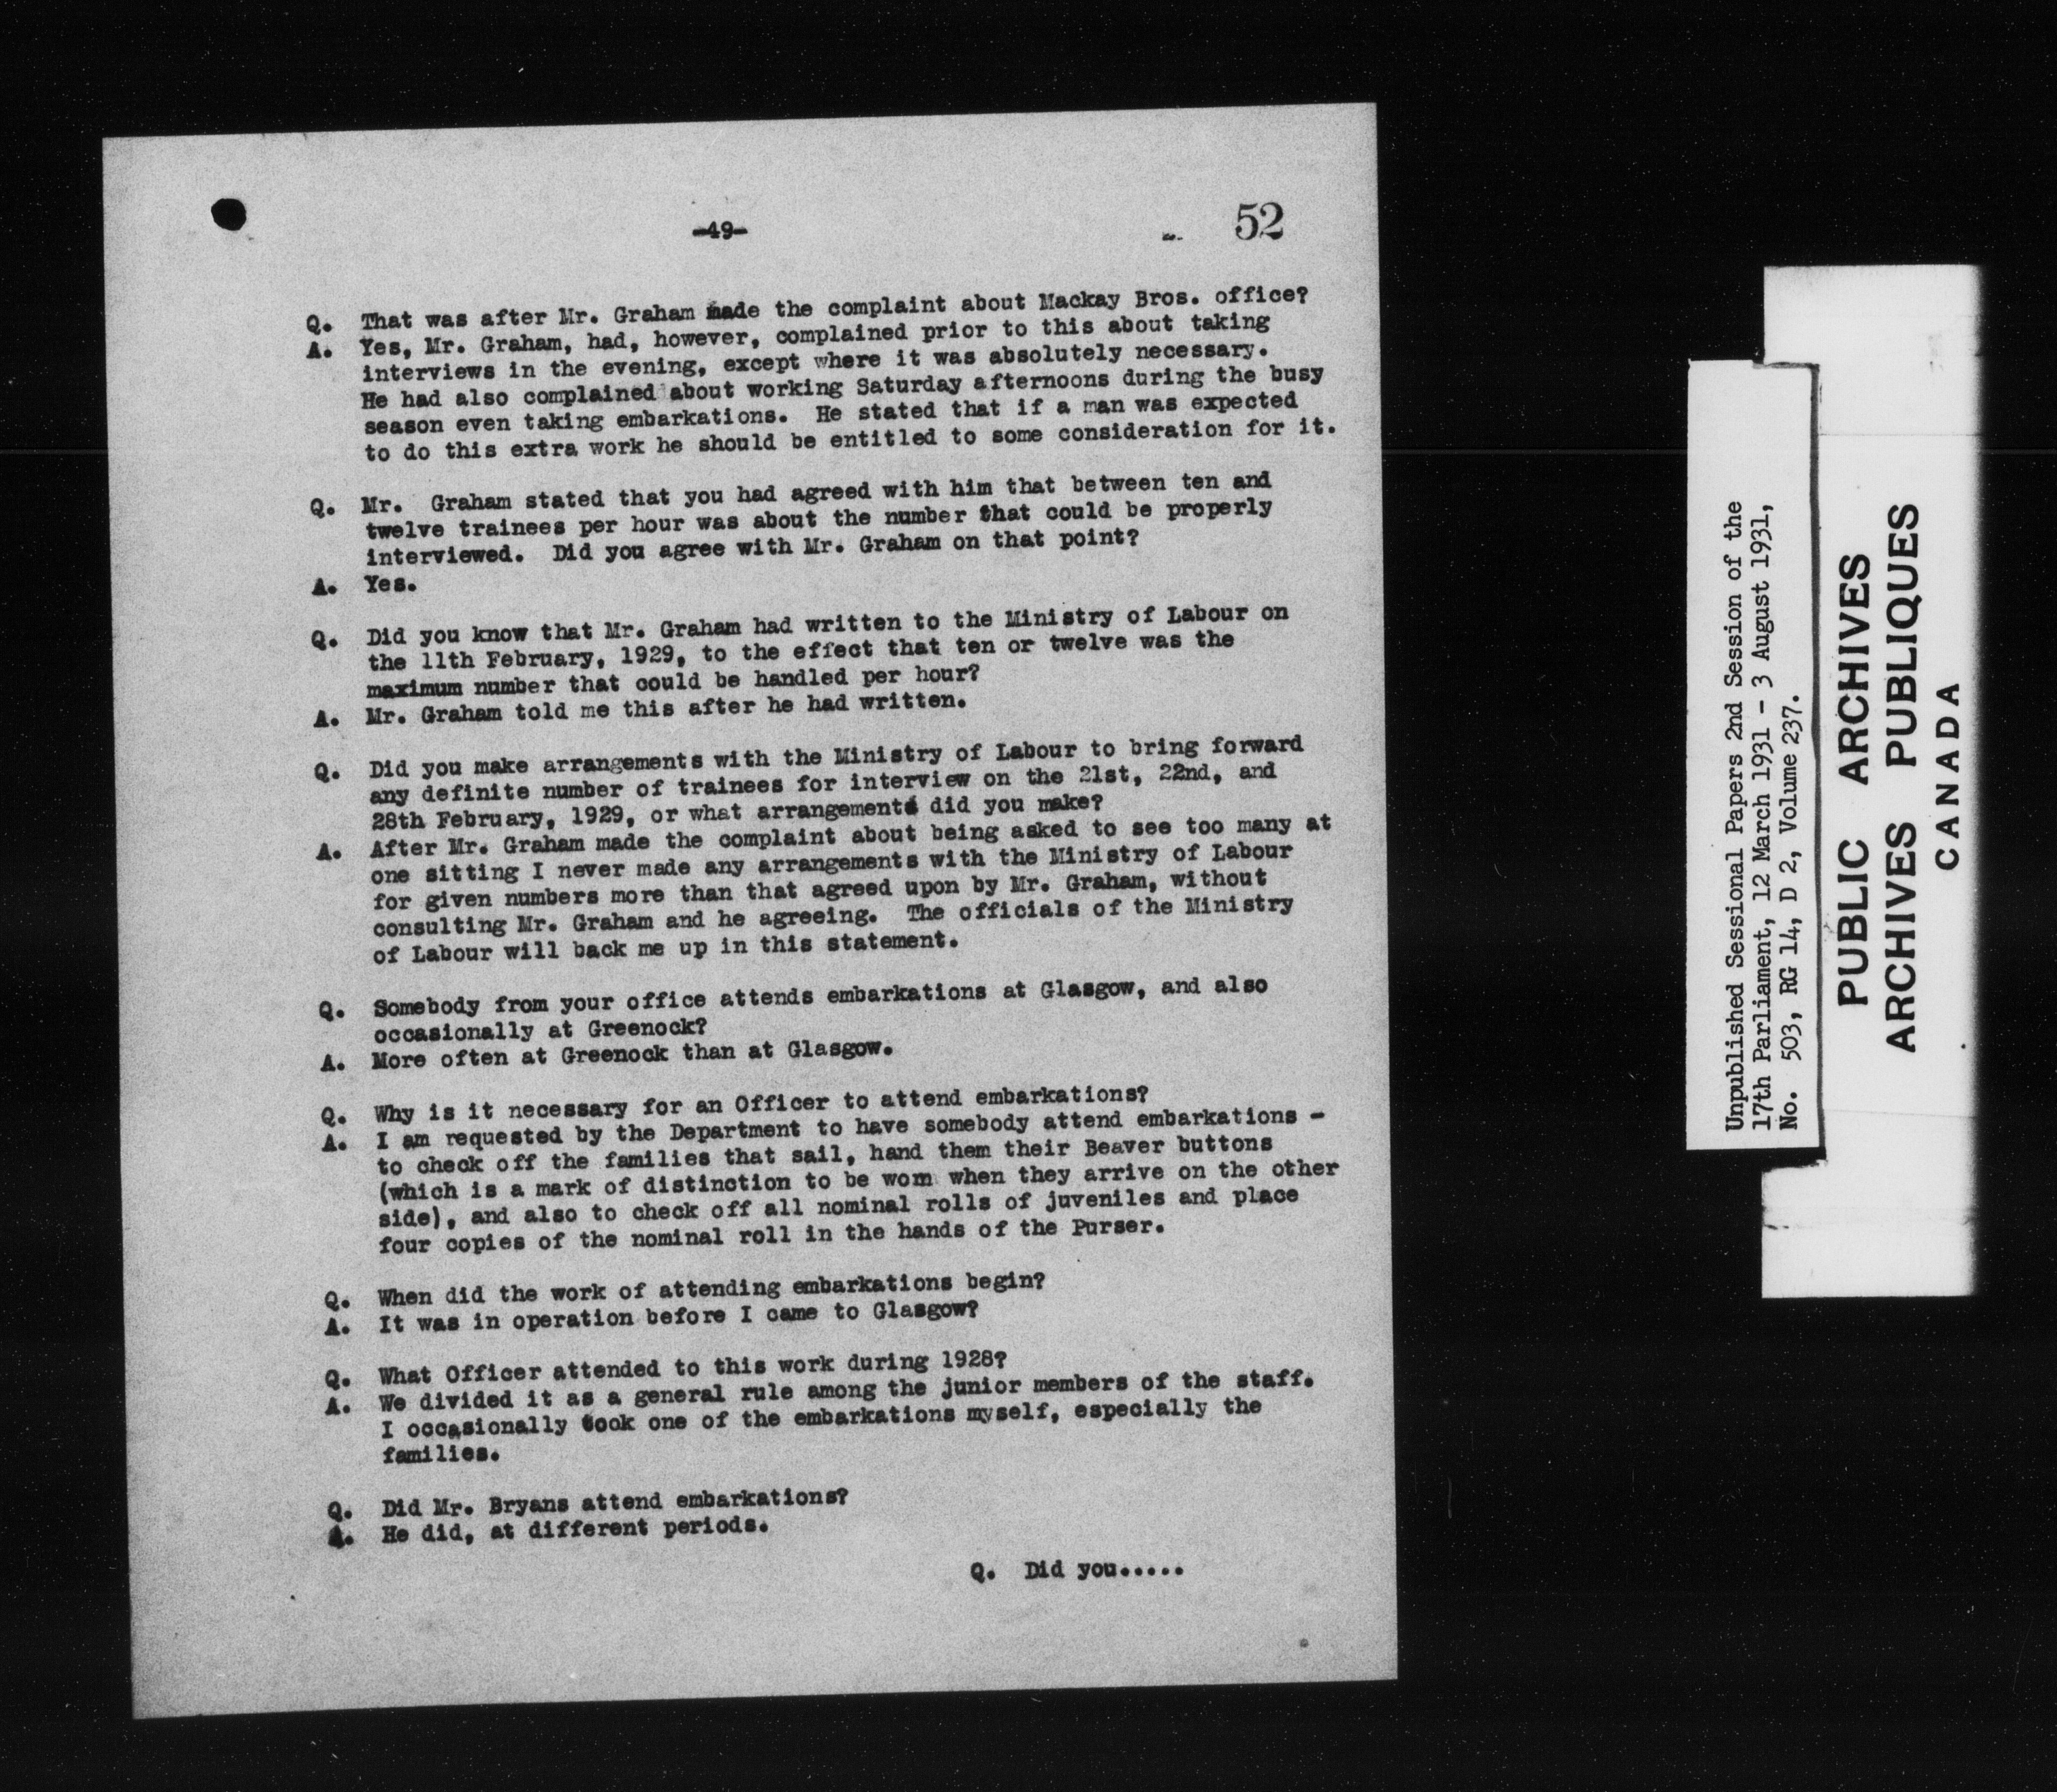 -49-
52
Q. That was after Mr. Graham made the complaint about Mackay Bros. office?
A. Yes, Mr. Graham, had, however, complained prior to this about taking
interviews in the evening, except where it was absolutely necessary.
He had also complained about working Saturday afternoons during the busy
season even taking embarkations. He stated that if a man was expected
to do this extra work he should be entitled to some consideration for it.
Q. Mr. Graham stated that you had agreed with him that between ten and
twelve trainees per hour was about the number that could be properly
interviewed. Did you agree with Mr. Graham on that point?
A. Yes.
Q. Did you know that Mr. Graham had written to the Ministry of Labour on
the 11th February, 1929, to the effect that ten or twelve was the
maximum number that could be handled per hour?
A. Mr. Graham told me this after he had written.
Q. Did you make arrangements with the Ministry of Labour to bring forward
any definite number of trainees for interview on the 21st, 22nd, and
28th February, 1929, or what arrangements did you make?
A. After Mr. Graham made the complaint about being asked to see too many at
one sitting I never made any arrangements with the Ministry of Labour
for given numbers more than that agreed upon by Mr. Graham, without
consulting Mr. Graham and he agreeing. The officials of the Ministry
of Labour will back me up in this statement.
Q. Somebody from your office attends embarkations at Glasgow, and also
occasionally at Greenock?
A. More often at Greenock than at Glasgow.
Q. Why is it necessary for an Officer to attend embarkations?
A. I am requested by the Department to have somebody attend embarkations -
to check off the families that sail, hand them their Beaver buttons
(which is a mark of distinction to be worn when they arrive on the other
side), and also to check off all nominal rolls of juveniles and place
four copies of the nominal roll in the hands of the Purser.
Q. When did the work of attending embarkations begin?
A. It was in operation before I came to Glasgow?
Q. What Officer attended to this work during 1928?
A. We divided it as a general rule among the junior members of the staff.
I occasionally took one of the embarkations myself, especially the
families.
Q. Did Mr. Bryans attend embarkations?
A. He did, at different periods.
Q. Did you.....
Unpublished Sessional Papers 2nd Session of the
17th Parliament, 12 March 1931 - 3 August 1931,
No. 503, RG 14, D 2, Volume 237.
PUBLIC ARCHIVES
ARCHIVES PUBLIQUES
CANADA